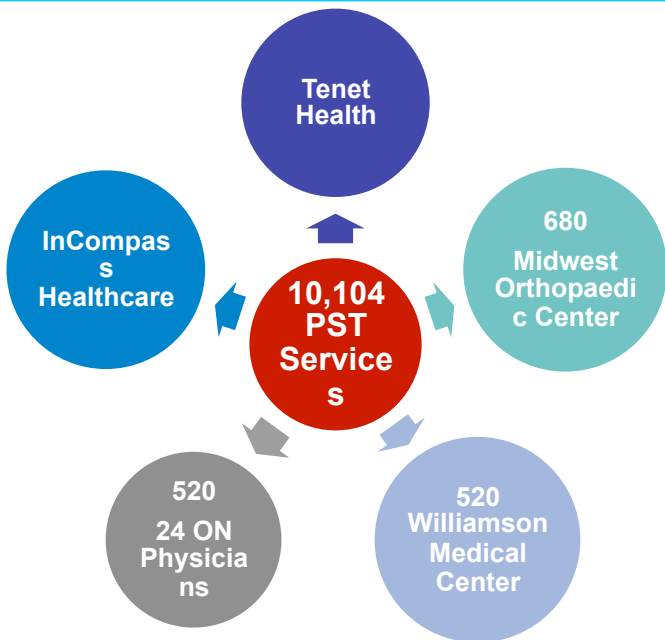 Tenet
Health
InCompas
s
Healthcare
680
Midwest
Orthopaedi
c Center
10,104
PST
Service
s
520
24 ON
Physicia
ns
520
Williamson
Medical
Center